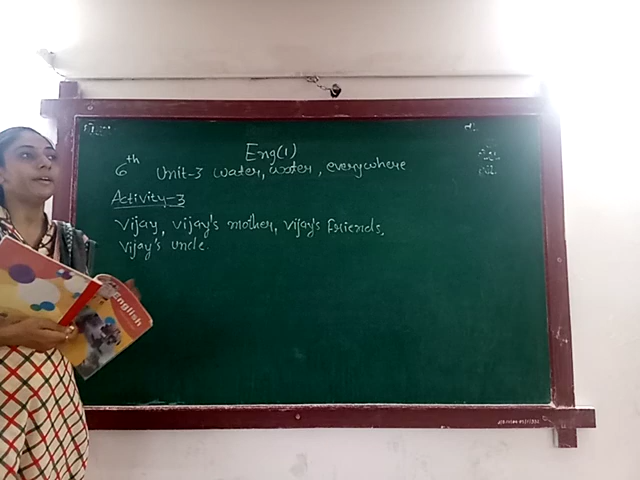 Eng(1)
6th Unit-3 water, water, everywhere
Activity-3
Vijay, vijay's mother, vijay's friends,
Vijay's uncle.
English